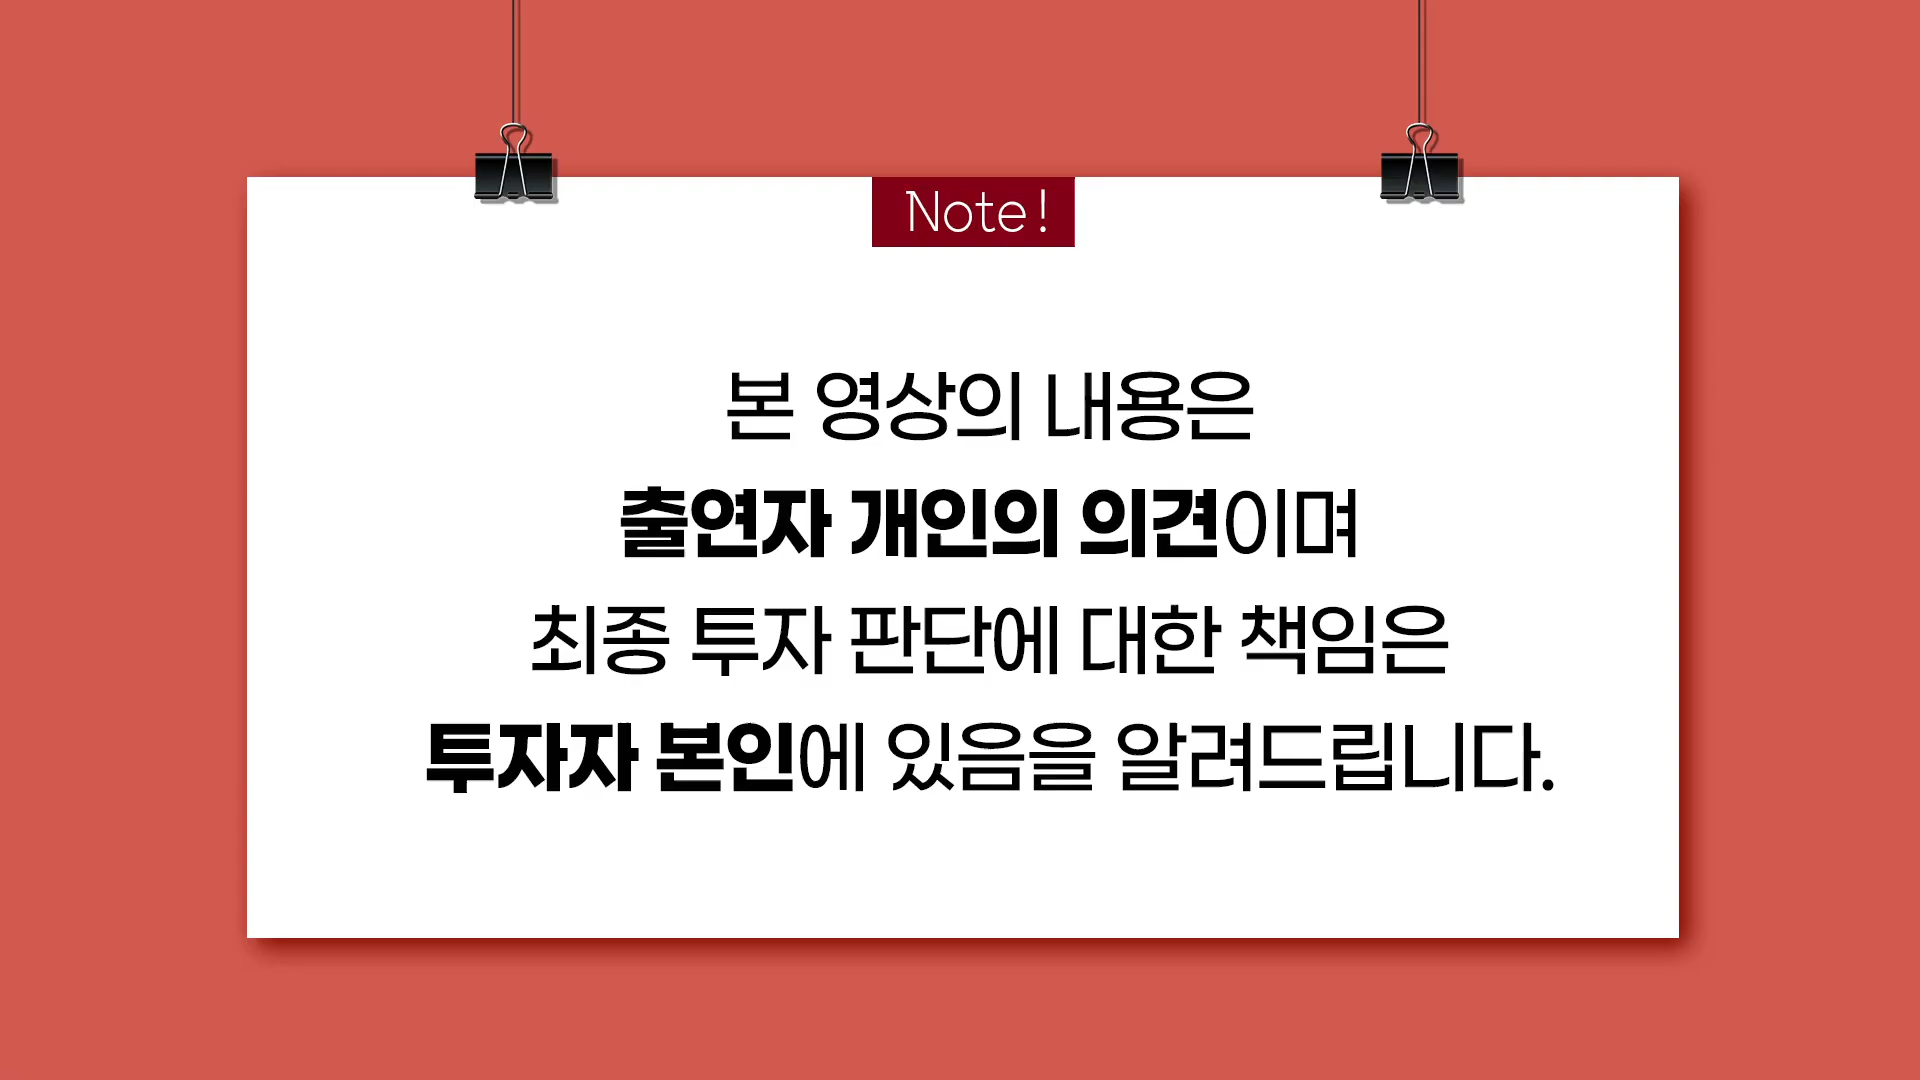 Note!
본 영상의 내용은
출연자 개인의 의견이며
최종 투자 판단에 대한 책임은
투자자 본인에 있음을 알려드립니다.